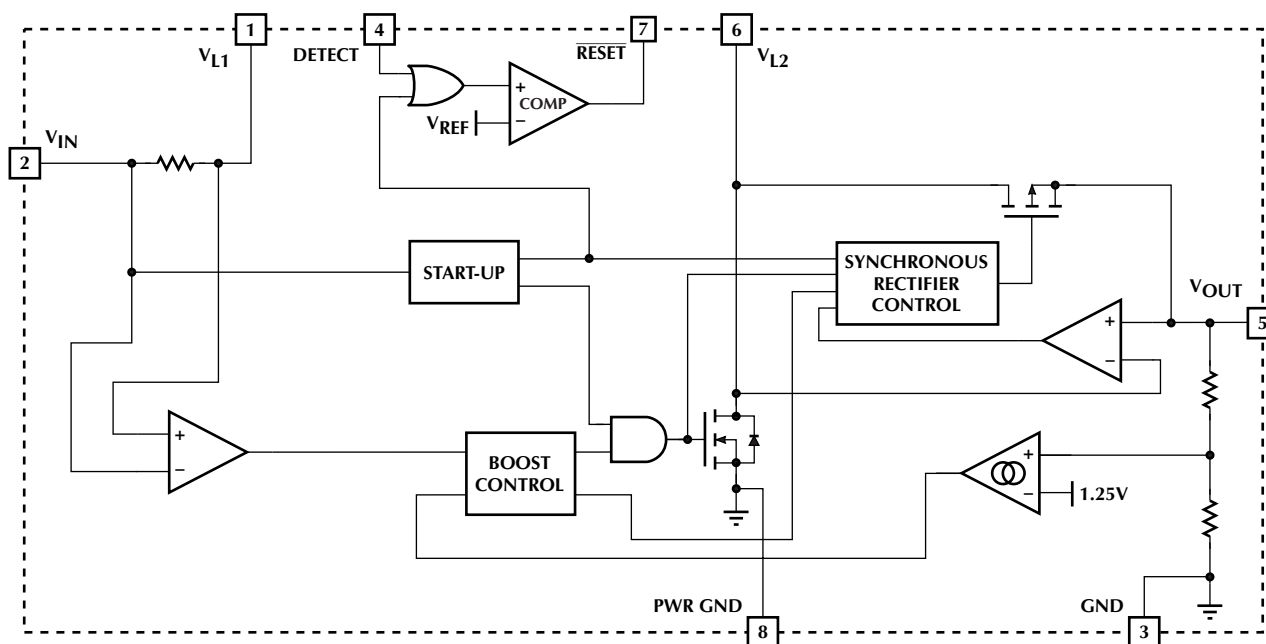 1
4
7
6
V_L1
DETECT
RESET
V_L2
+
COMP
−
V_REF
V_IN
2
START-UP
SYNCHRONOUS
RECTIFIER
CONTROL
V_OUT
5
+
−
+
−
BOOST
CONTROL
+
−
1.25V
PWR GND
GND
8
3